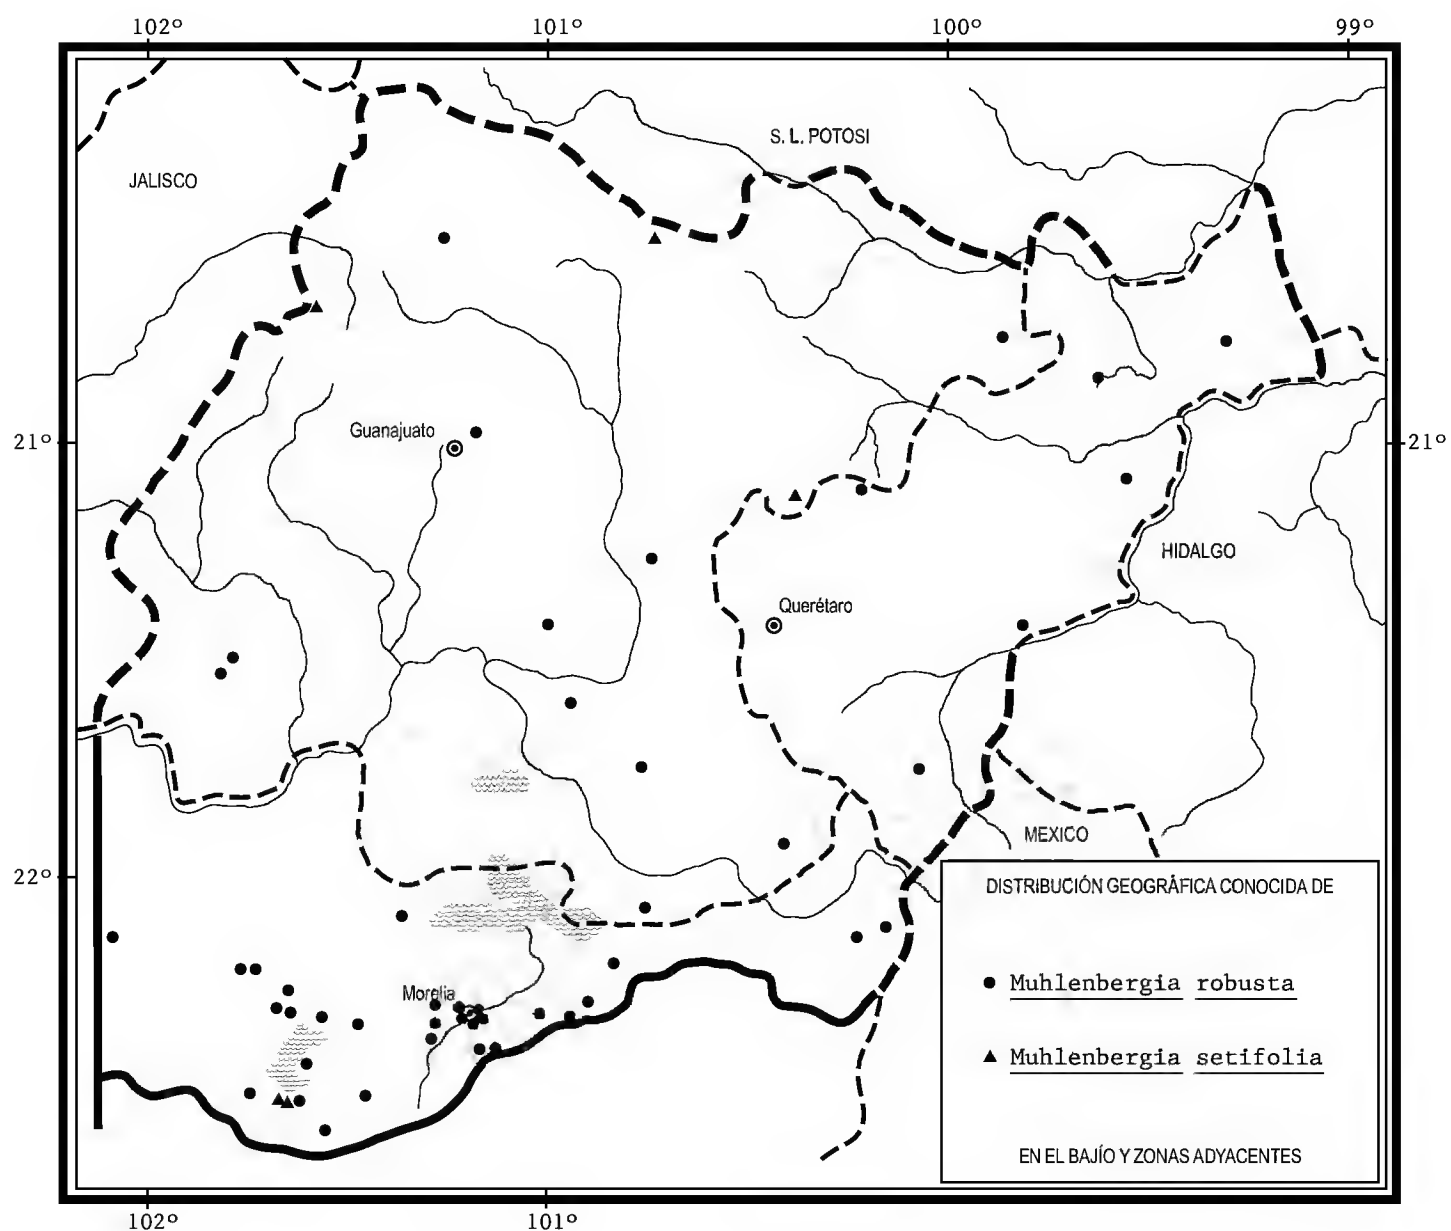 102º 101º 100º 99º
S. L. POTOSI
JALISCO
Guanajuato
21º 21º
HIDALGO
Querétaro
MEXICO
22º
DISTRIBUCIÓN GEOGRÁFICA CONOCIDA DE
Morelia
Muhlenbergia robusta
Muhlenbergia setifolia
EN EL BAJÍO Y ZONAS ADYACENTES
102º 101º